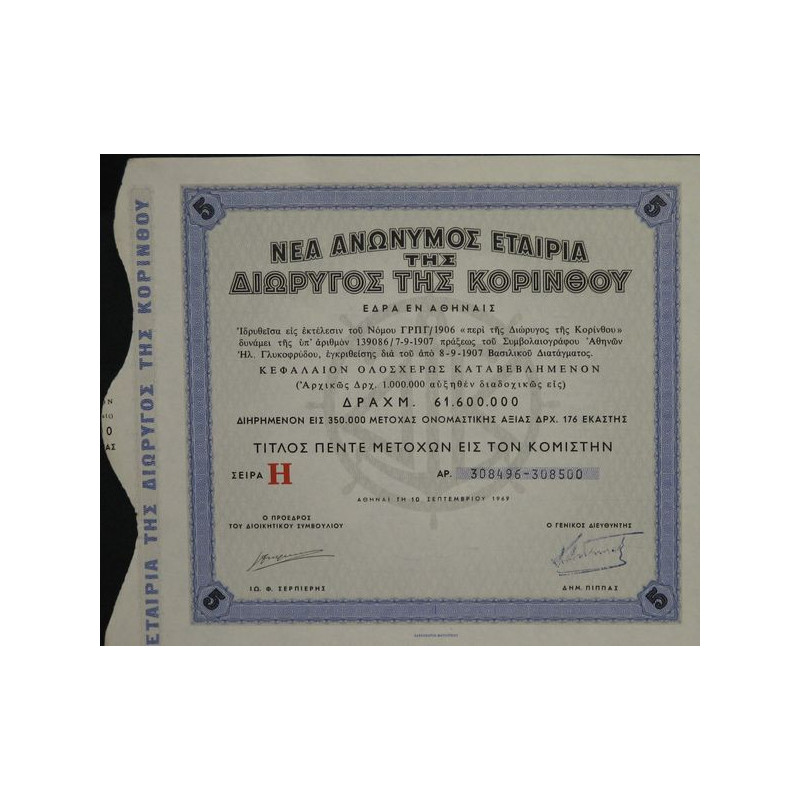 5 5
ΝΕΑ ΑΝΩΝΥΜΟΣ ΕΤΑΙΡΙΑ
ΤΗΣ
ΔΙΩΡΥΓΟΣ ΤΗΣ ΚΟΡΙΝΘΟΥ
ΕΔΡΑ ΕΝ ΑΘΗΝΑΙΣ
Ἱδρυθεῖσα εἰς ἐκτέλεσιν τοῦ Νόμου ΓΡΠΓ/1906 «περὶ τῆς Διώρυγος τῆς Κορίνθου»
δυνάμει τῆς ὑπ' ἀριθμὸν 139086/7-9-1907 πράξεως τοῦ Συμβολαιογράφου Ἀθηνῶν
Ἠλ. Γλυκοφρύδου, ἐγκριθείσης διὰ τοῦ ἀπὸ 8-9-1907 Βασιλικοῦ Διατάγματος.
ΚΕΦΑΛΑΙΟΝ ΟΛΟΣΧΕΡΩΣ ΚΑΤΑΒΕΒΛΗΜΕΝΟΝ
(Ἀρχικῶς Δρχ. 1.000.000 αὐξηθὲν διαδοχικῶς εἰς)
ΔΡΑΧΜ. 61.600.000
ΔΙΗΡΗΜΕΝΟΝ ΕΙΣ 350.000 ΜΕΤΟΧΑΣ ΟΝΟΜΑΣΤΙΚΗΣ ΑΞΙΑΣ ΔΡΧ. 176 ΕΚΑΣΤΗΣ
ΤΙΤΛΟΣ ΠΕΝΤΕ ΜΕΤΟΧΩΝ ΕΙΣ ΤΟΝ ΚΟΜΙΣΤΗΝ
ΣΕΙΡΑ Η ΑΡ. 308496-308500
ΑΘΗΝΑΙ ΤΗ 10 ΣΕΠΤΕΜΒΡΙΟΥ 1969
Ο ΠΡΟΕΔΡΟΣ
ΤΟΥ ΔΙΟΙΚΗΤΙΚΟΥ ΣΥΜΒΟΥΛΙΟΥ
Ο ΓΕΝΙΚΟΣ ΔΙΕΥΘΥΝΤΗΣ
ΙΩ. Φ. ΣΕΡΠΙΕΡΗΣ
ΔΗΜ. ΠΙΠΠΑΣ
5 5
ΕΤΑΙΡΙΑ ΤΗΣ ΔΙΩΡΥΓΟΣ ΤΗΣ ΚΟΡΙΝΘΟΥ